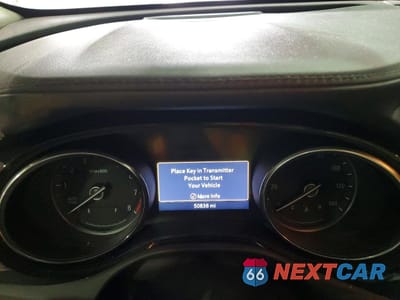 Place Key in Transmitter
Pocket to Start
Your Vehicle
More Info
50838 mi
66 NEXTCAR